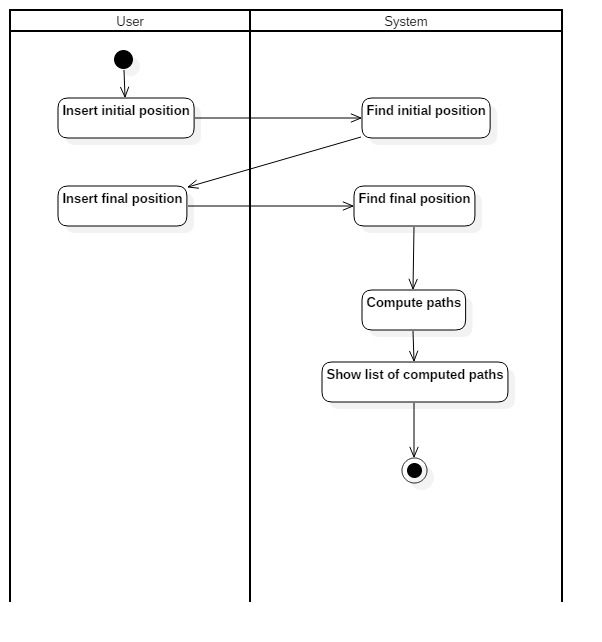 User
System
Insert initial position
Find initial position
Insert final position
Find final position
Compute paths
Show list of computed paths